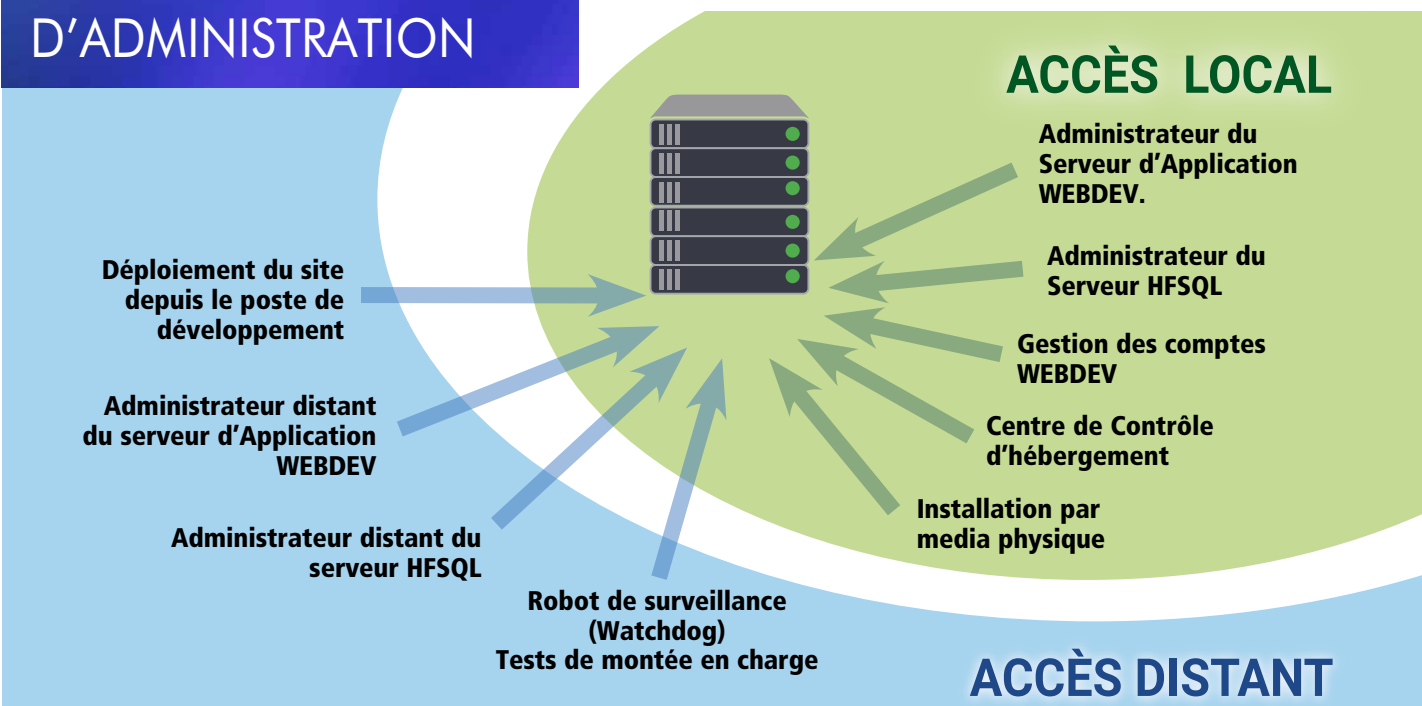 D’ADMINISTRATION
ACCÈS LOCAL
Administrateur du
Serveur d’Application
WEBDEV.
Administrateur du
Serveur HFSQL
Gestion des comptes
WEBDEV
Centre de Contrôle
d’hébergement
Installation par
media physique
Déploiement du site
depuis le poste de
développement
Administrateur distant
du serveur d’Application
WEBDEV
Administrateur distant du
serveur HFSQL
Robot de surveillance
(Watchdog)
Tests de montée en charge
ACCÈS DISTANT